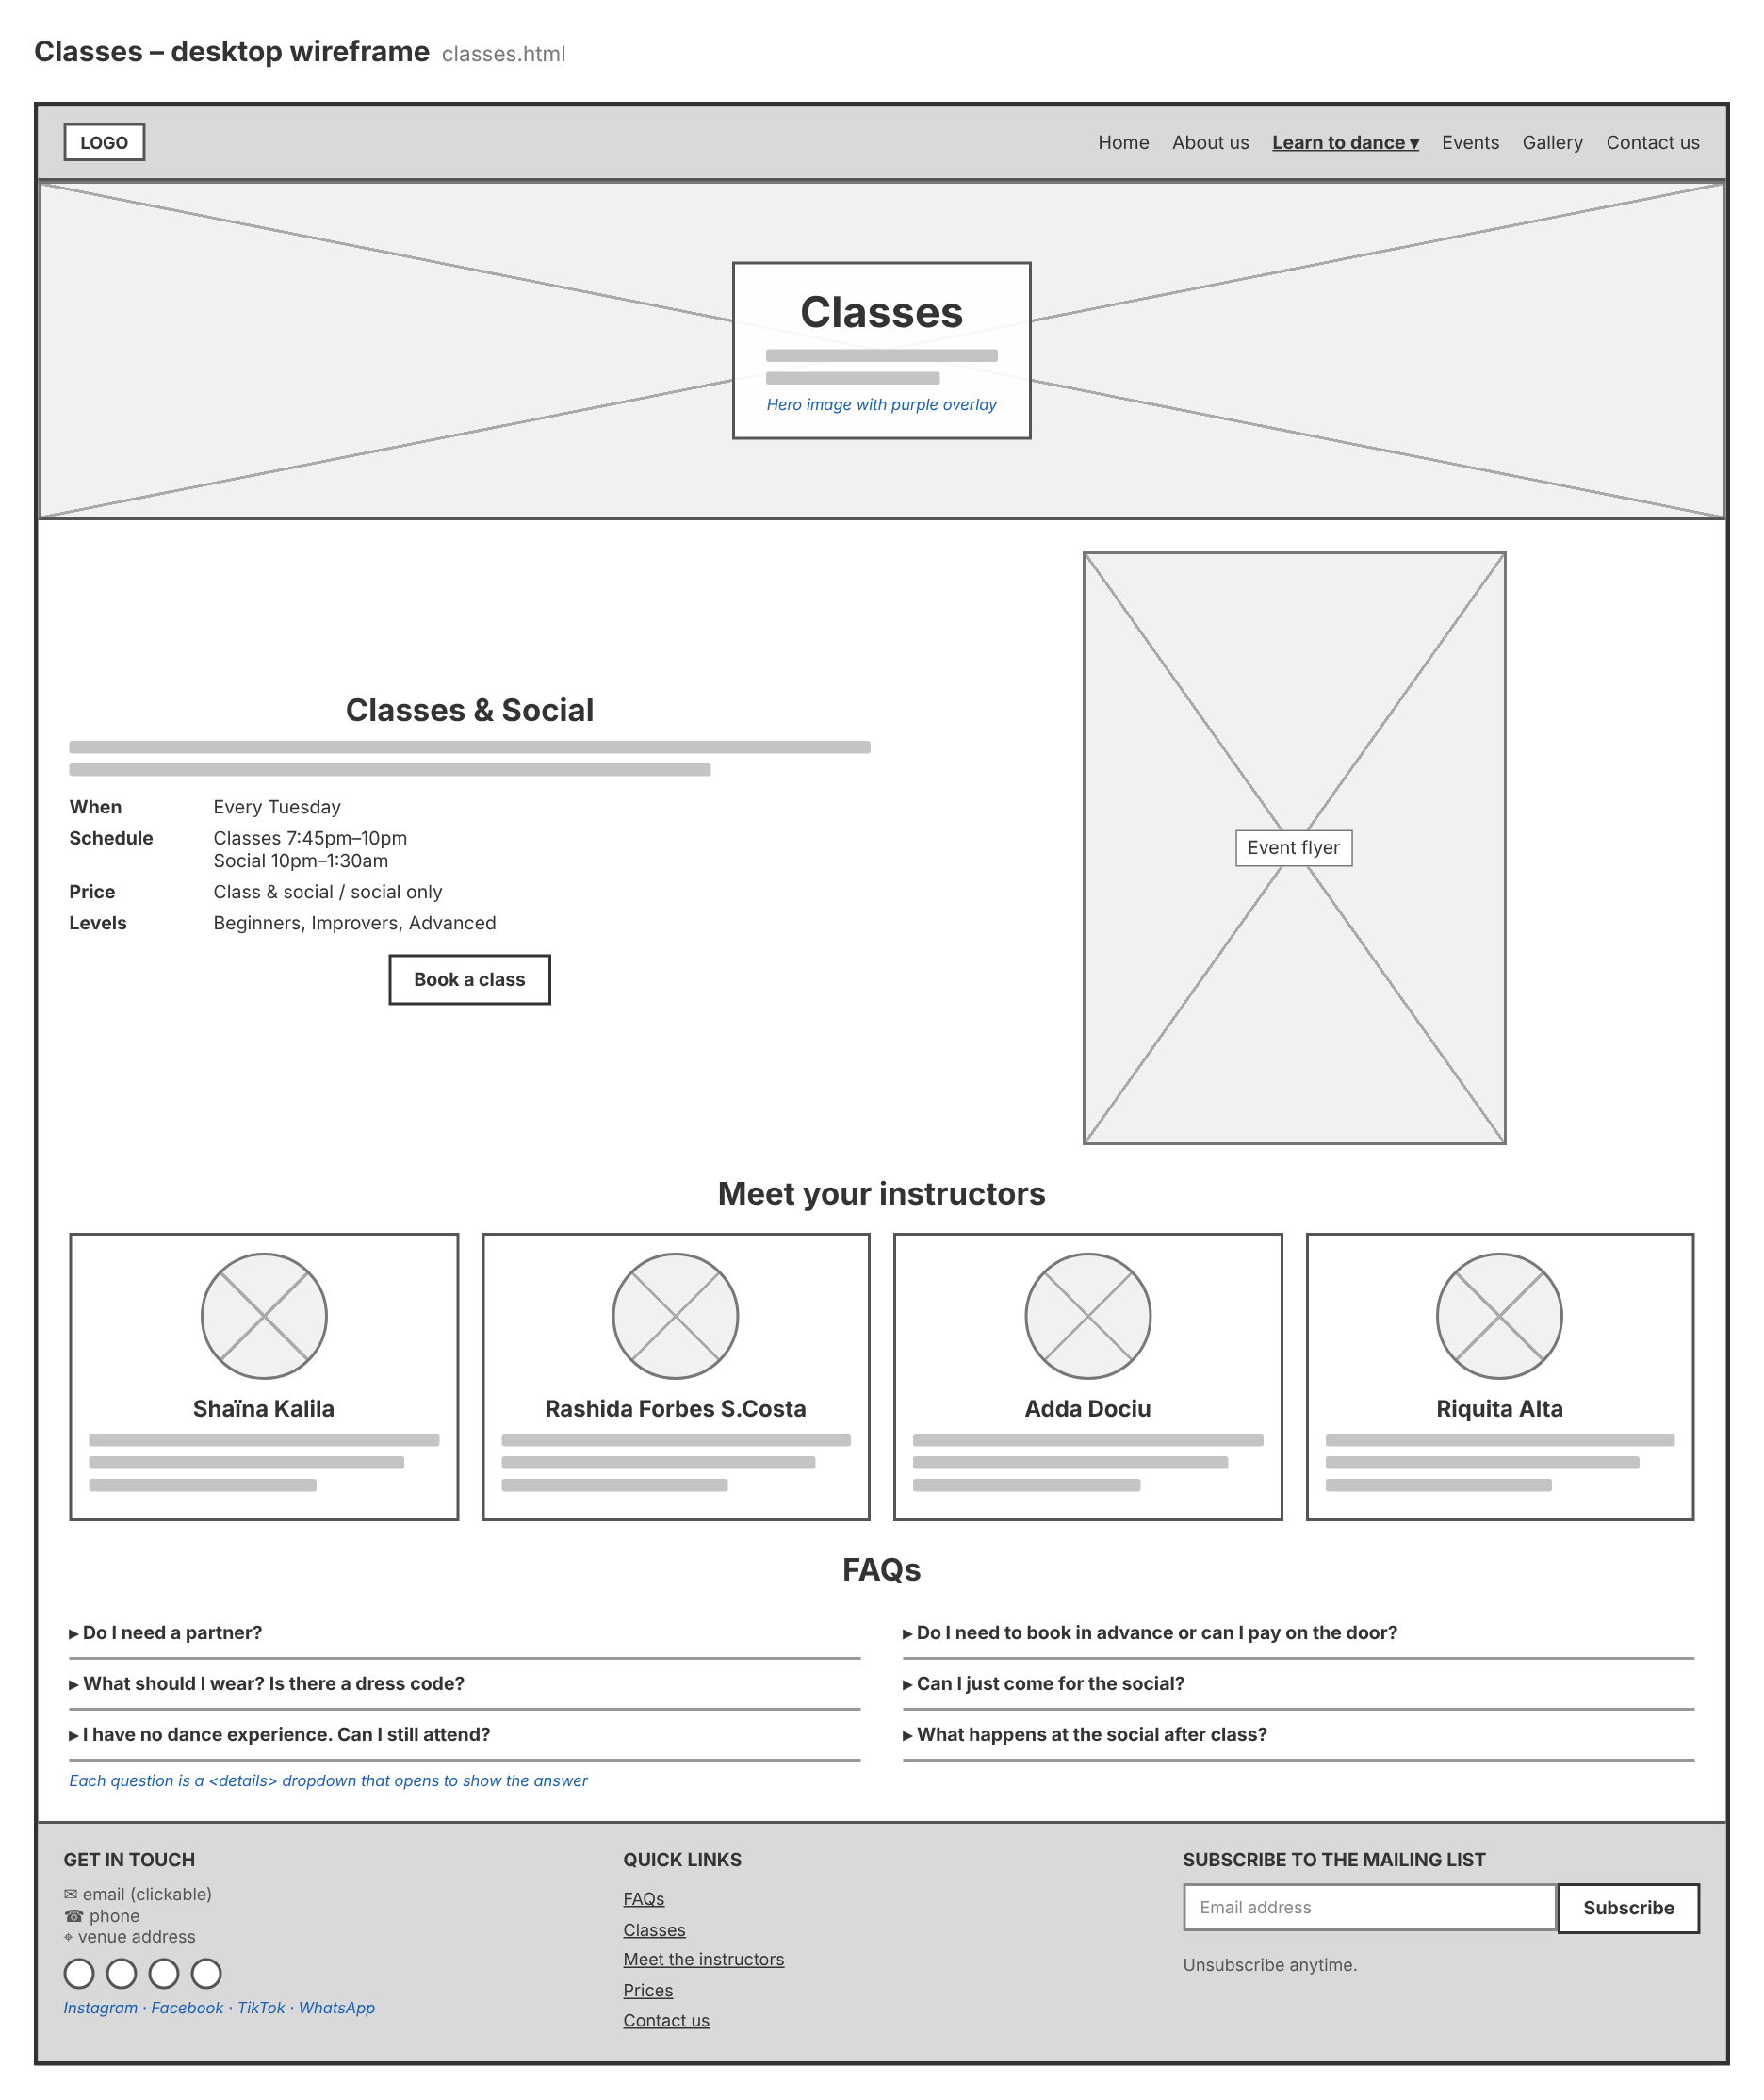 Classes – desktop wireframe classes.html
LOGO
Home About us Learn to dance ▾ Events Gallery Contact us
Classes
Hero image with purple overlay
Classes & Social
When Every Tuesday
Schedule Classes 7:45pm–10pm
Social 10pm–1:30am
Price Class & social / social only
Levels Beginners, Improvers, Advanced
Book a class
Event flyer
Meet your instructors
Shaïna Kalila
Rashida Forbes S.Costa
Adda Dociu
Riquita Alta
FAQs
▸ Do I need a partner?
▸ What should I wear? Is there a dress code?
▸ I have no dance experience. Can I still attend?
▸ Do I need to book in advance or can I pay on the door?
▸ Can I just come for the social?
▸ What happens at the social after class?
Each question is a <details> dropdown that opens to show the answer
GET IN TOUCH
✉ email (clickable)
☎ phone
⌖ venue address
Instagram · Facebook · TikTok · WhatsApp
QUICK LINKS
FAQs
Classes
Meet the instructors
Prices
Contact us
SUBSCRIBE TO THE MAILING LIST
Email address
Subscribe
Unsubscribe anytime.